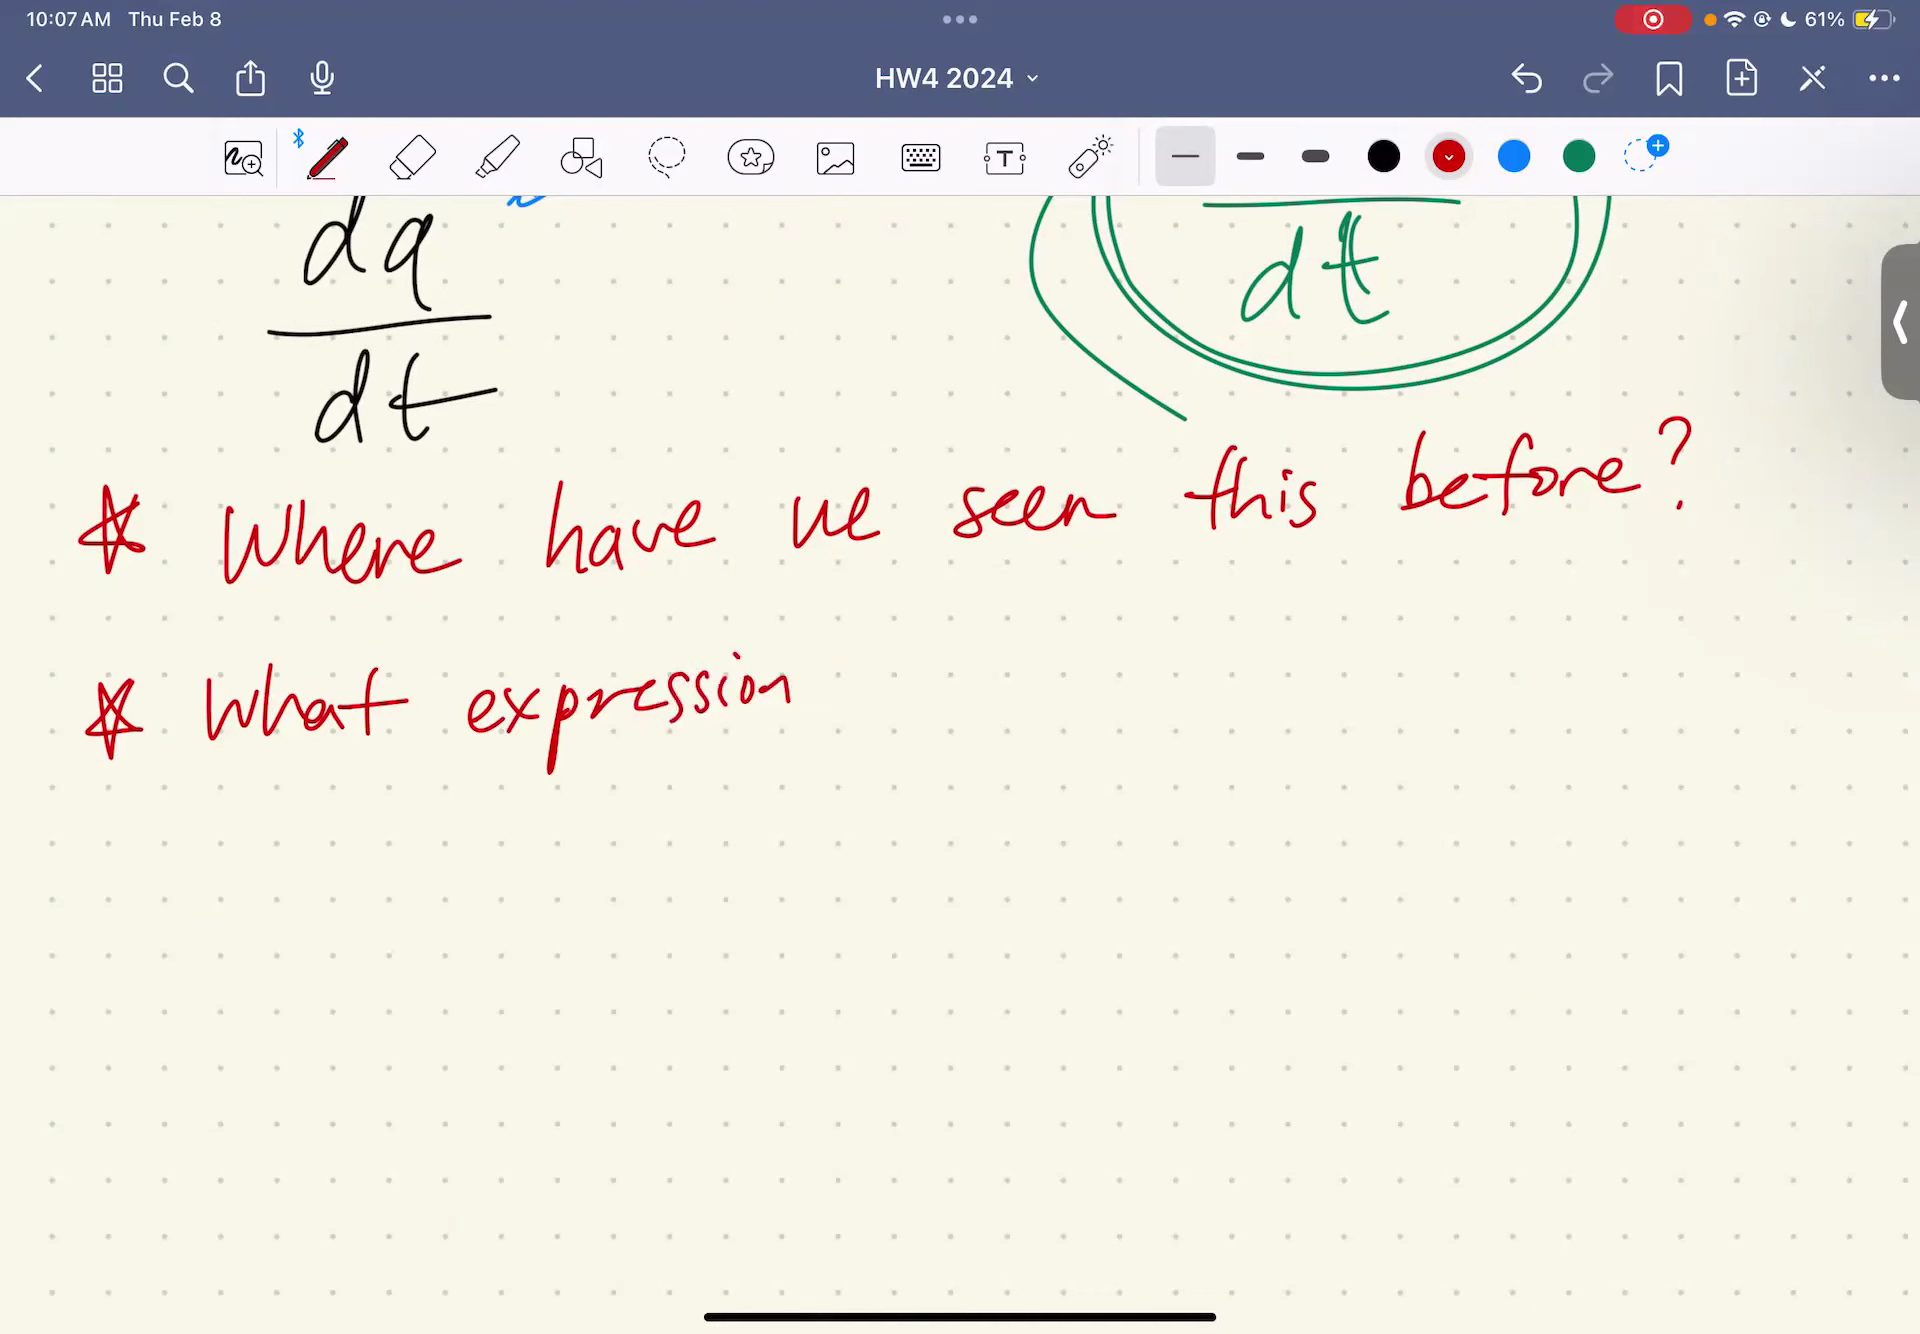 10:07 AM Thu Feb 8
61%
HW4 2024
T
dq
dt
dt
* Where have we seen this before?
* What expression